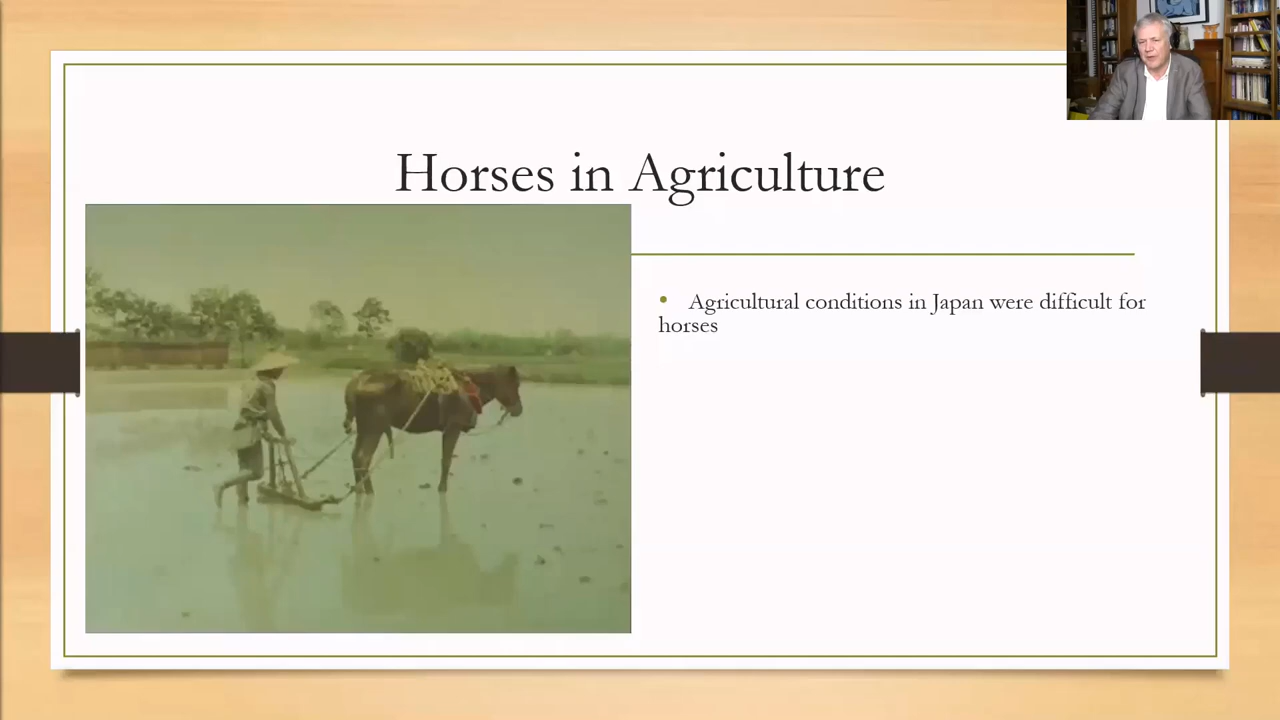 Horses in Agriculture
• Agricultural conditions in Japan were difficult for
horses